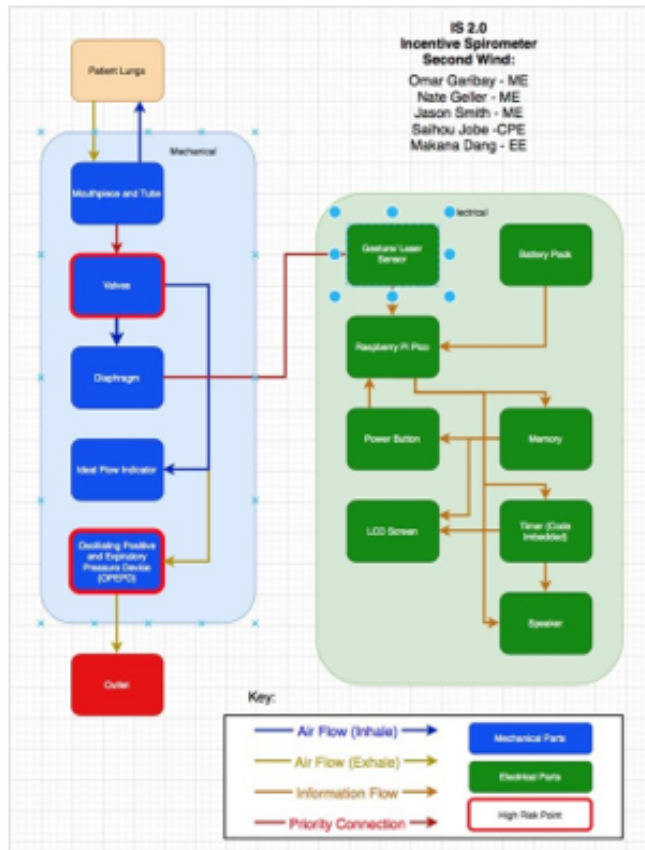 IS 2.0
Incentive Spirometer
Second Wind:
Omar Garibay - ME
Nate Geller - ME
Jason Smith - ME
Saihou Jobe -CPE
Makana Dang - EE
Patient Lungs
Mechanical
Mouthpiece and Tube
Valves
Diaphragm
Ideal Flow Indicator
Oscillating Positive
and Expiratory
Pressure Device
(OPEPD)
Outlet
lectrical
Gesture/ Laser
Sensor
Battery Pack
Raspberry Pi Pico
Power Button
Memory
LCD Screen
Timer (Code
Imbedded)
Speaker
Key:
Air Flow (Inhale)
Air Flow (Exhale)
Information Flow
Priority Connection
Mechanical Parts
Electrical Parts
High Risk Point